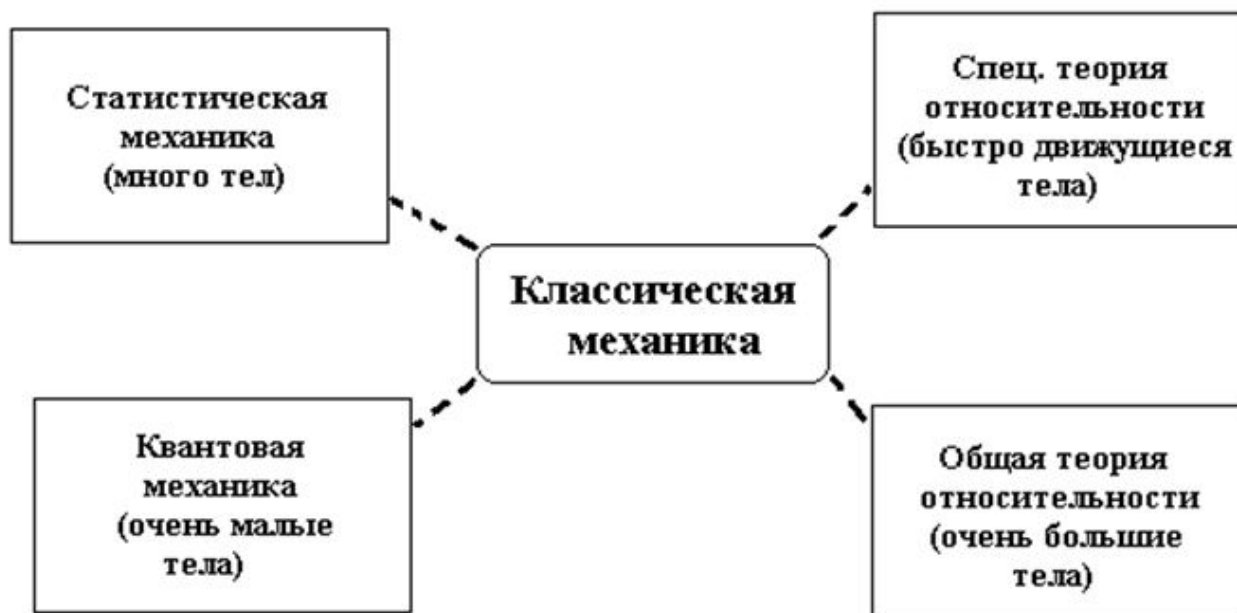 Статистическая
механика
(много тел)
Спец. теория
относительности
(быстро движущиеся
тела)
Классическая
механика
Квантовая
механика
(очень малые
тела)
Общая теория
относительности
(очень большие
тела)